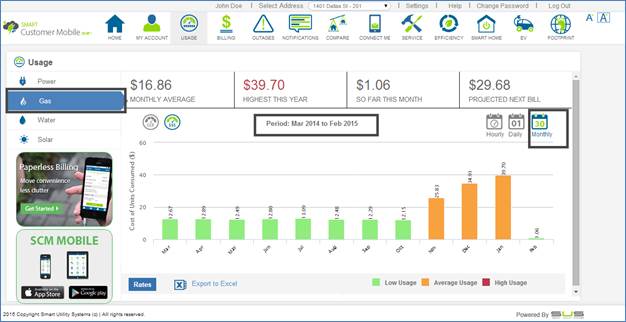 John Doe | Select Address 1401 Dallas St - 201 | Settings | Help | Change Password | Log Out
SMART
Customer Mobile
HOME MY ACCOUNT USAGE BILLING OUTAGES NOTIFICATIONS COMPARE CONNECT ME SERVICE EFFICIENCY SMART HOME EV FOOTPRINT
A A
Usage
Power
Gas
Water
Solar
$16.86 $39.70 $1.06 $29.68
MONTHLY AVERAGE HIGHEST THIS YEAR SO FAR THIS MONTH PROJECTED NEXT BILL
Period: Mar 2014 to Feb 2015
01 30
Hourly Daily Monthly
Cost of Units Consumed ($)
60
40
20
0
12.67 12.89 12.49 12.80 12.48 12.29 12.15 25.83 34.91 39.70 1.06
Mar Apr May Jun Jul Aug Sep Oct Nov Dec Jan Feb
Paperless Billing
Move convenience
less clutter
Get Started
SCM MOBILE
Available on the
App Store
Google play
Rates
Export to Excel
Low Usage Average Usage High Usage
Copyright Smart Utility Systems (c) | All rights reserved.
Powered By SUS